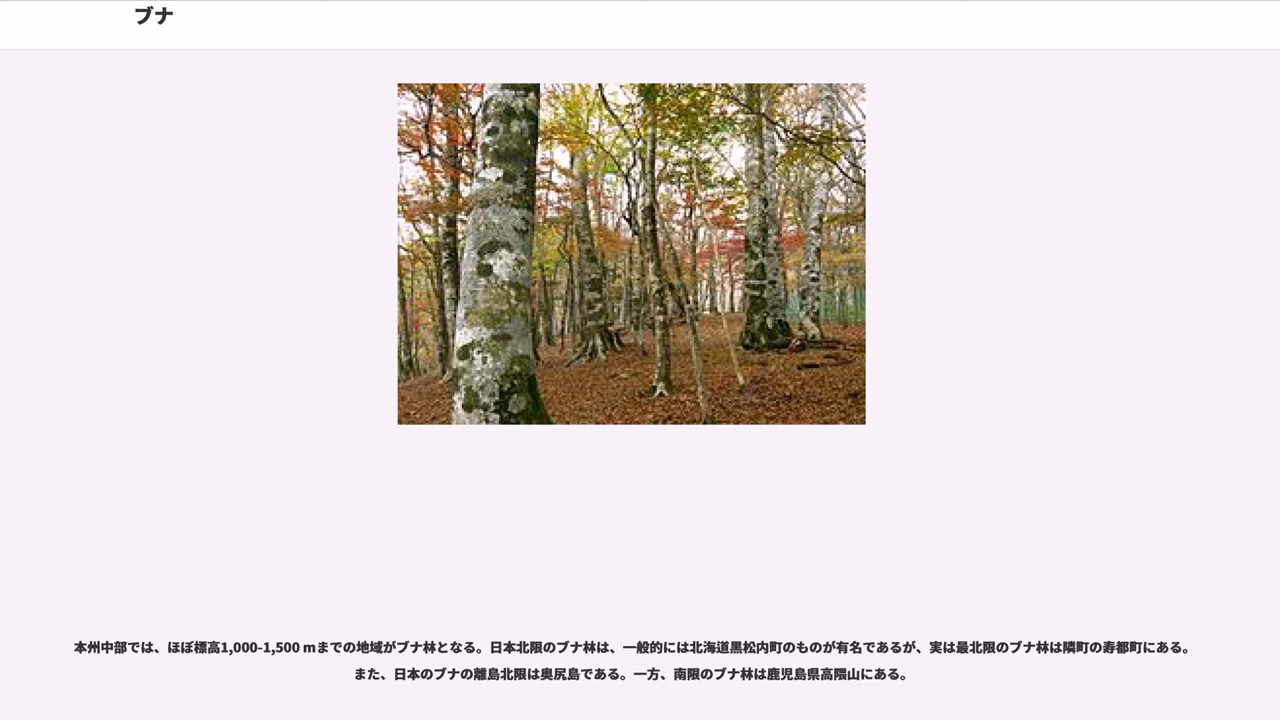 ブナ
本州中部では、ほぼ標高1,000-1,500 mまでの地域がブナ林となる。日本北限のブナ林は、一般的には北海道黒松内町のものが有名であるが、実は最北限のブナ林は隣町の寿都町にある。
また、日本のブナの離島北限は奥尻島である。一方、南限のブナ林は鹿児島県高隈山にある。